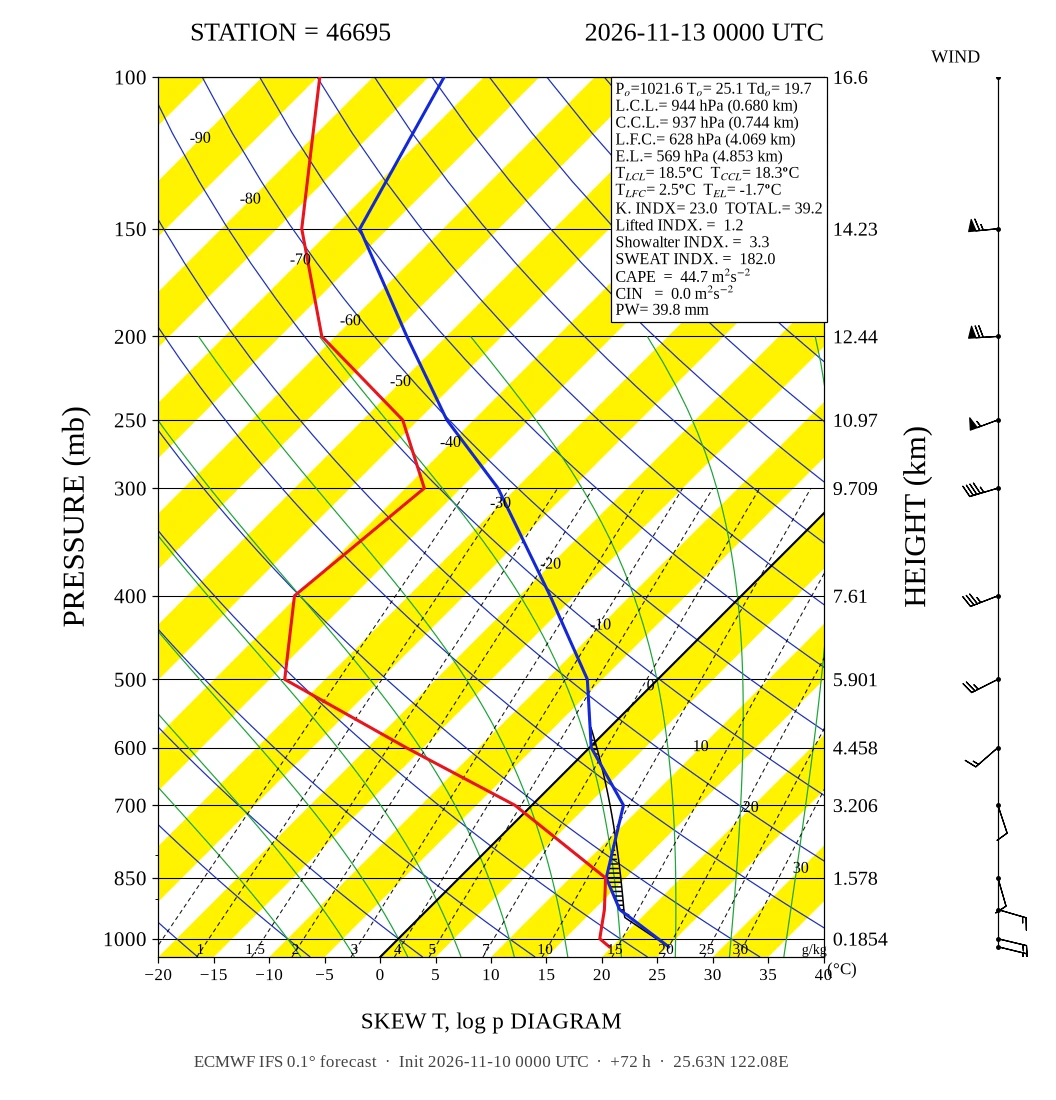 STATION = 46695
2026-11-13 0000 UTC
WIND
100
16.6
Pₒ=1021.6 Tₒ= 25.1 Tdₒ= 19.7
L.C.L.= 944 hPa (0.680 km)
C.C.L.= 937 hPa (0.744 km)
L.F.C.= 628 hPa (4.069 km)
E.L.= 569 hPa (4.853 km)
T_LCL= 18.5°C T_CCL= 18.3°C
T_LFC= 2.5°C T_EL= -1.7°C
K. INDX= 23.0 TOTAL.= 39.2
Lifted INDX. = 1.2
Showalter INDX. = 3.3
SWEAT INDX. = 182.0
CAPE = 44.7 m²s⁻²
CIN = 0.0 m²s⁻²
PW= 39.8 mm
-90
-80
150
14.23
-70
-60
200
12.44
-50
250
10.97
-40
300
9.709
-30
-20
400
7.61
-10
500
5.901
0
600
4.458
10
700
3.206
20
850
1.578
30
1000
0.1854
PRESSURE (mb)
HEIGHT (km)
1 1.5 2 3 4 5 7 10 15 20 25 30 g/kg
−20 −15 −10 −5 0 5 10 15 20 25 30 35 40 (°C)
SKEW T, log p DIAGRAM
ECMWF IFS 0.1° forecast · Init 2026-11-10 0000 UTC · +72 h · 25.63N 122.08E